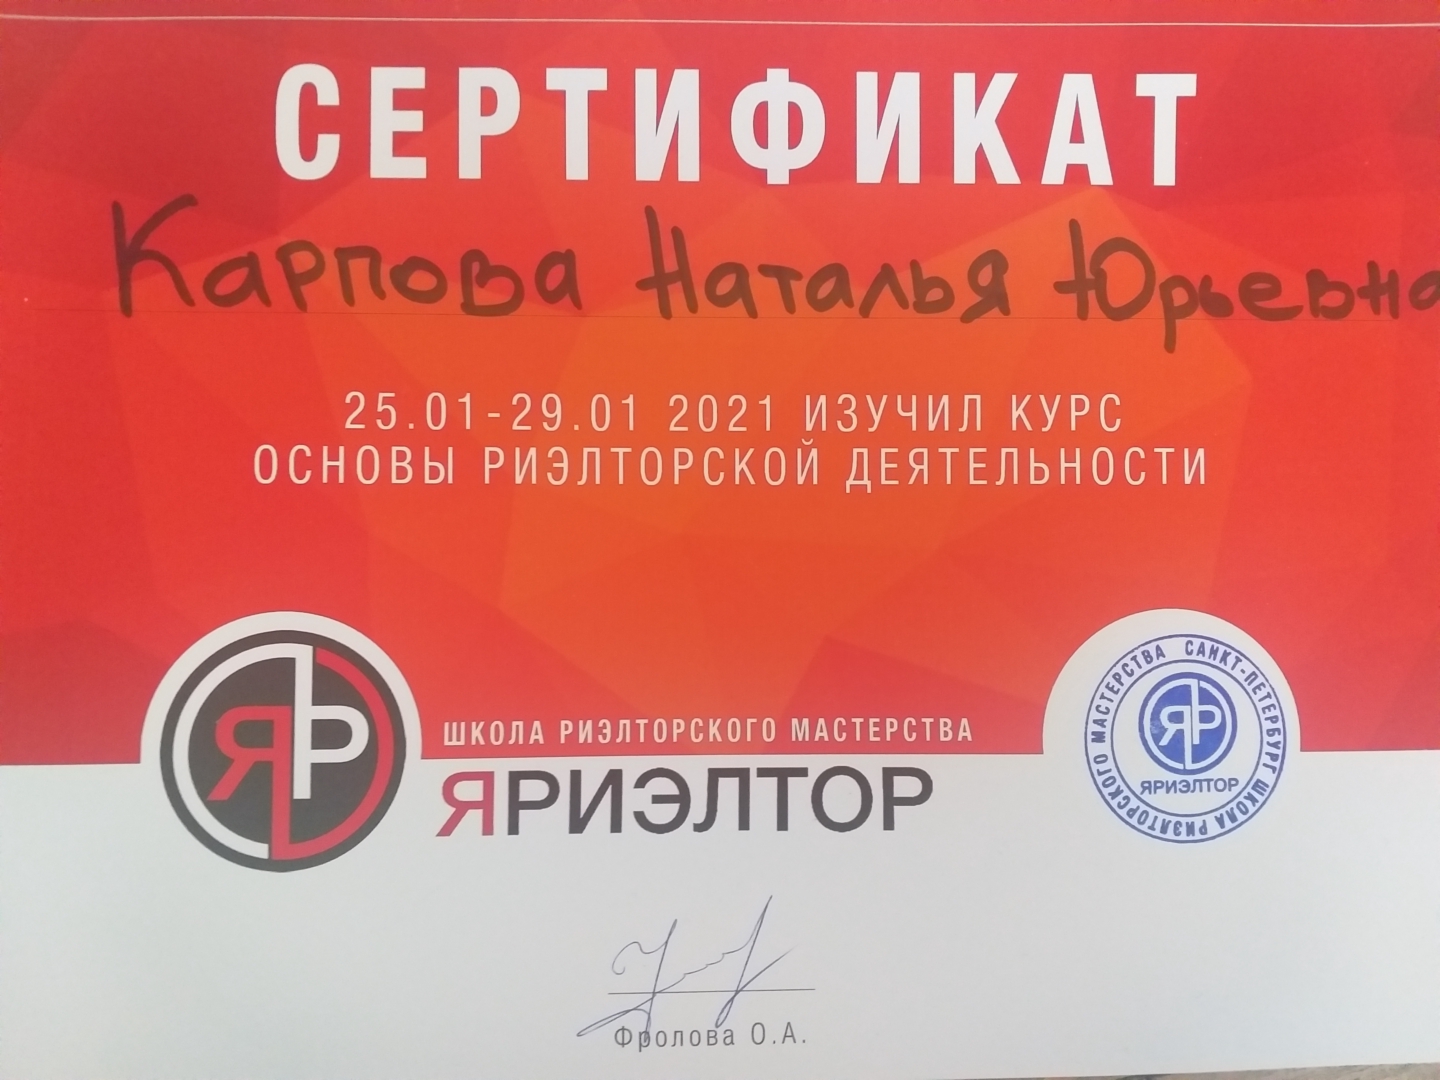 СЕРТИФИКАТ
Карпова Наталья Юрьевна
25.01-29.01 2021 ИЗУЧИЛ КУРС
ОСНОВЫ РИЭЛТОРСКОЙ ДЕЯТЕЛЬНОСТИ
ЯР
ШКОЛА РИЭЛТОРСКОГО МАСТЕРСТВА
ЯРИЭЛТОР
САНКТ-ПЕТЕРБУРГ ШКОЛА РИЭЛТОРСКОГО МАСТЕРСТВА
ЯР
ЯРИЭЛТОР
Фролова О.А.